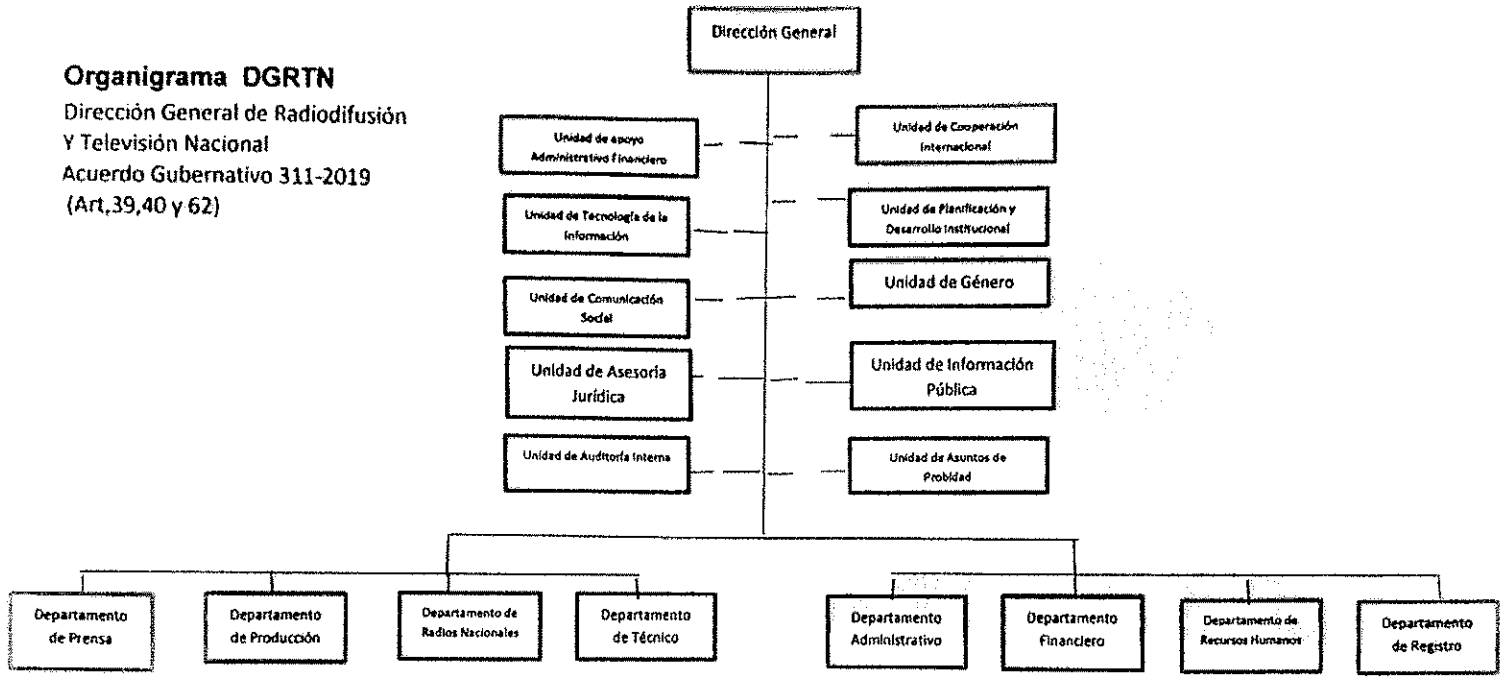 Dirección General
Organigrama DGRTN
Dirección General de Radiodifusión
Y Televisión Nacional
Acuerdo Gubernativo 311-2019
(Art,39,40 y 62)
Unidad de apoyo
Administrativo Financiero
Unidad de Cooperación
Internacional
Unidad de Tecnología de la
Información
Unidad de Planificación y
Desarrollo Institucional
Unidad de Comunicación
Social
Unidad de Género
Unidad de Asesoría
Jurídica
Unidad de Información
Pública
Unidad de Auditoría Interna
Unidad de Asuntos de
Probidad
Departamento
de Prensa
Departamento
de Producción
Departamento de
Radios Nacionales
Departamento
de Técnico
Departamento
Administrativo
Departamento
Financiero
Departamento de
Recursos Humanos
Departamento
de Registro